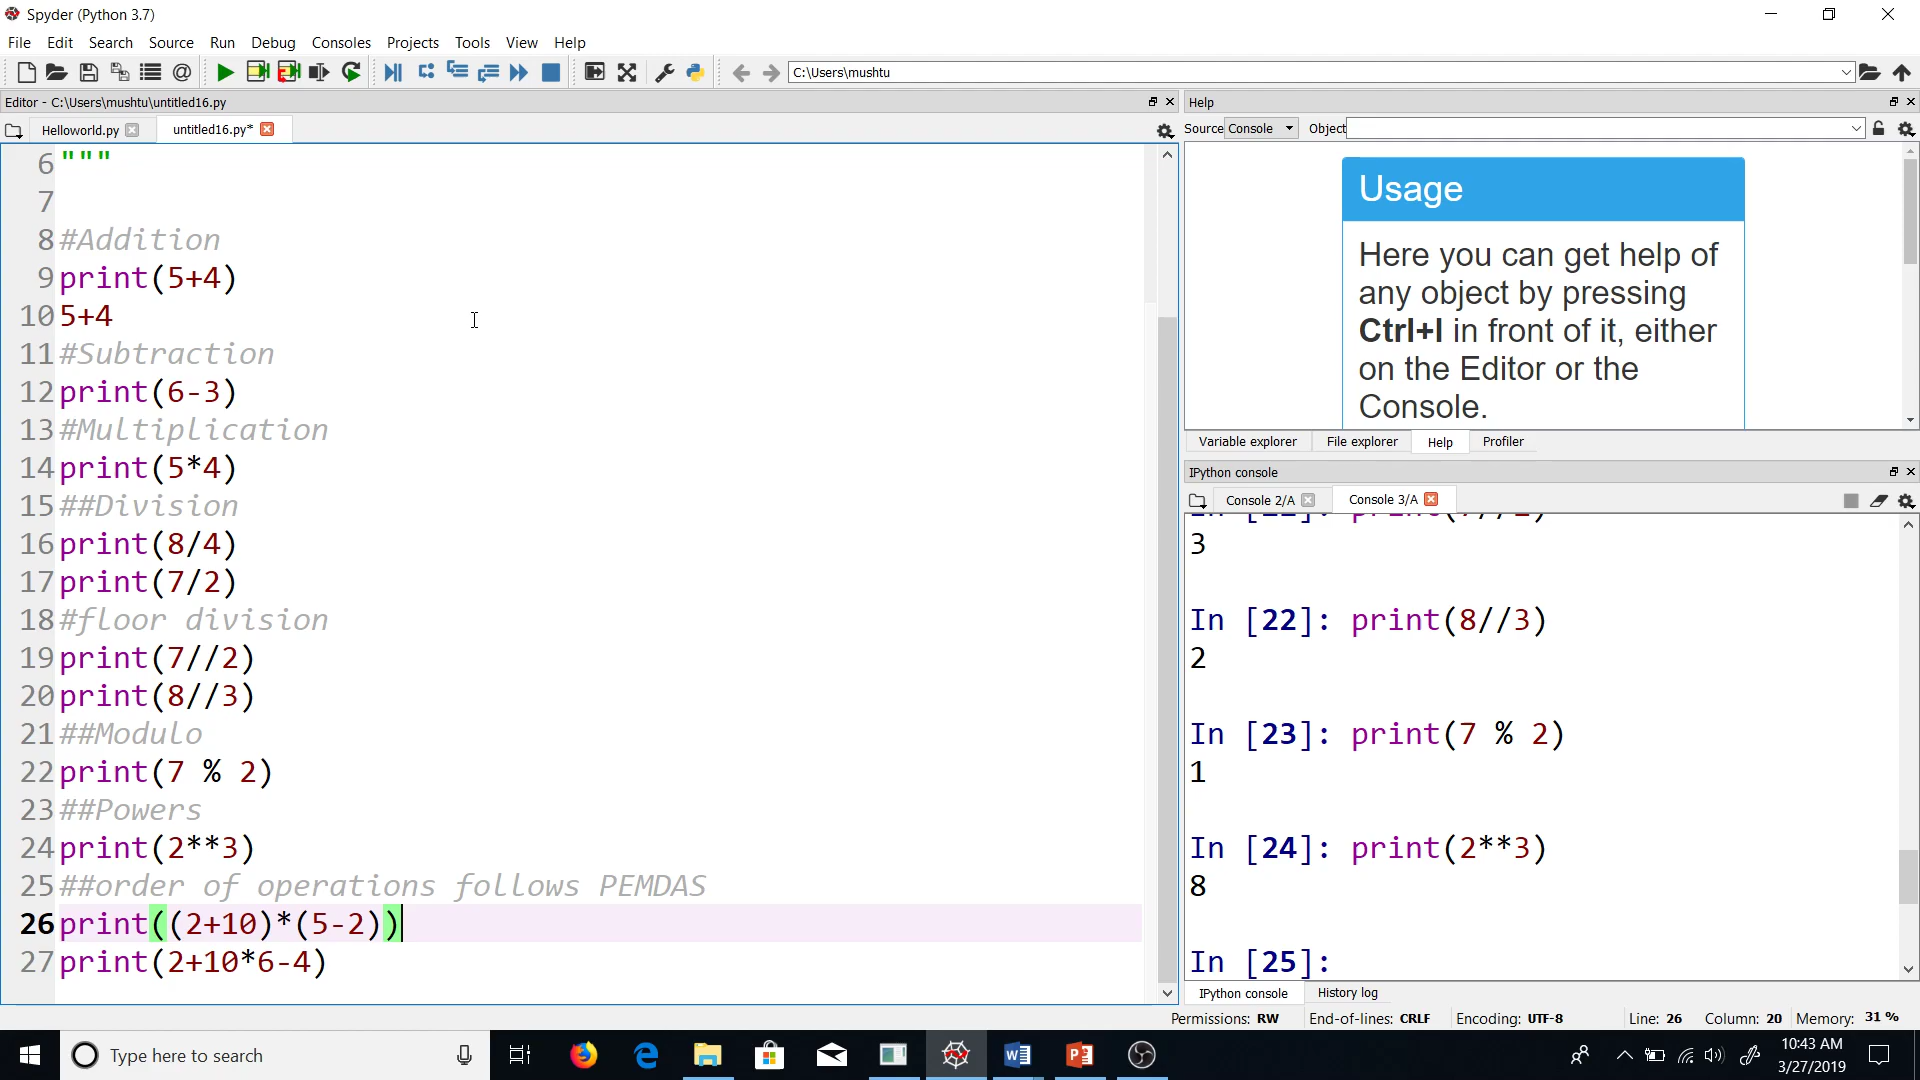 Spyder (Python 3.7)
File Edit Search Source Run Debug Consoles Projects Tools View Help
C:\Users\mushtu
Editor - C:\Users\mushtu\untitled16.py
Helloworld.py
untitled16.py*
6 """
7
8 #Addition
9 print(5+4)
10 5+4
11 #Subtraction
12 print(6-3)
13 #Multiplication
14 print(5*4)
15 ##Division
16 print(8/4)
17 print(7/2)
18 #floor division
19 print(7//2)
20 print(8//3)
21 ##Modulo
22 print(7 % 2)
23 ##Powers
24 print(2**3)
25 ##order of operations follows PEMDAS
26 print((2+10)*(5-2))
27 print(2+10*6-4)
Help
Source Console Object
Usage
Here you can get help of
any object by pressing
Ctrl+I in front of it, either
on the Editor or the
Console.
Variable explorer File explorer Help Profiler
IPython console
Console 2/A Console 3/A
3
In [22]: print(8//3)
2
In [23]: print(7 % 2)
1
In [24]: print(2**3)
8
In [25]:
IPython console History log
Permissions: RW End-of-lines: CRLF Encoding: UTF-8 Line: 26 Column: 20 Memory: 31 %
Type here to search
10:43 AM
3/27/2019